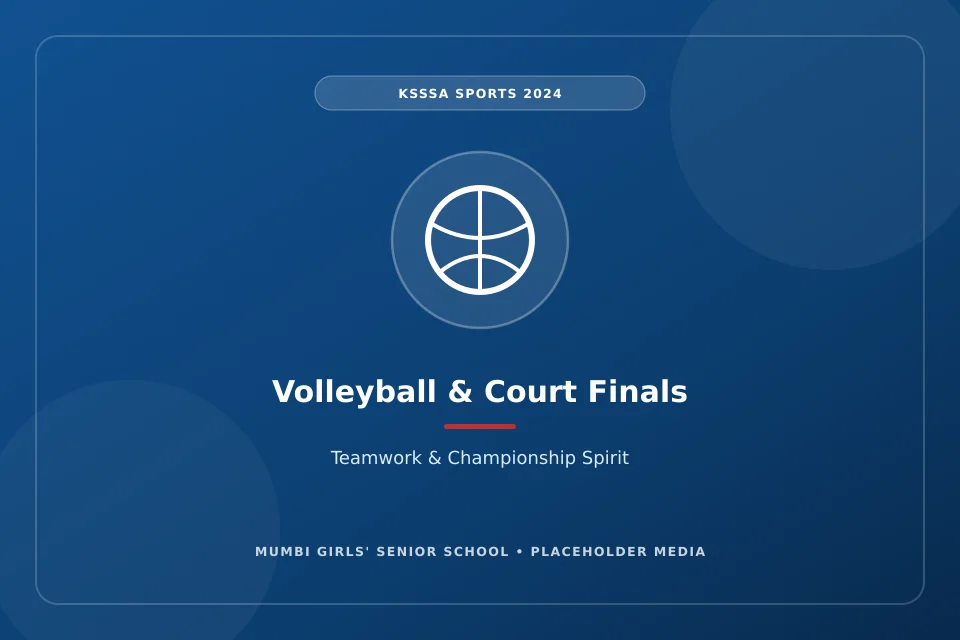 KSSSA SPORTS 2024
Volleyball & Court Finals
Teamwork & Championship Spirit
MUMBI GIRLS' SENIOR SCHOOL • PLACEHOLDER MEDIA